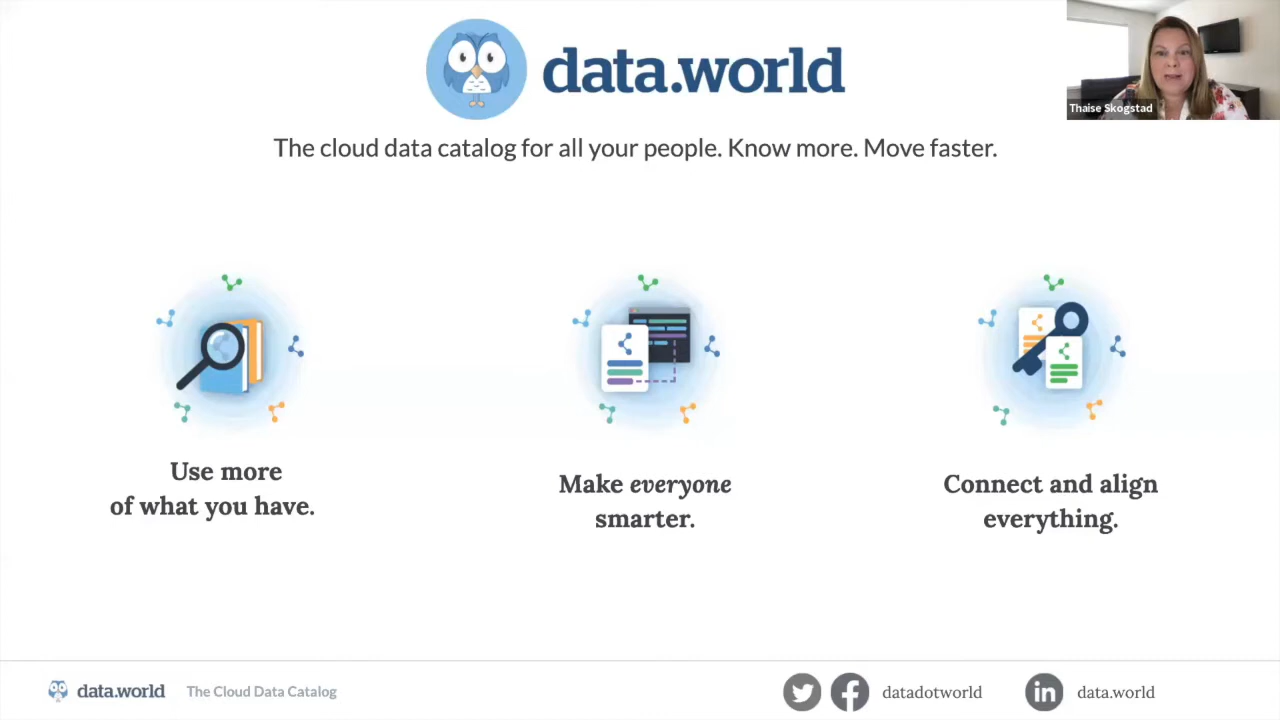 data.world
Thaise Skogstad
The cloud data catalog for all your people. Know more. Move faster.
Use more
of what you have.
Make everyone
smarter.
Connect and align
everything.
data.world
The Cloud Data Catalog
datadotworld
in
data.world